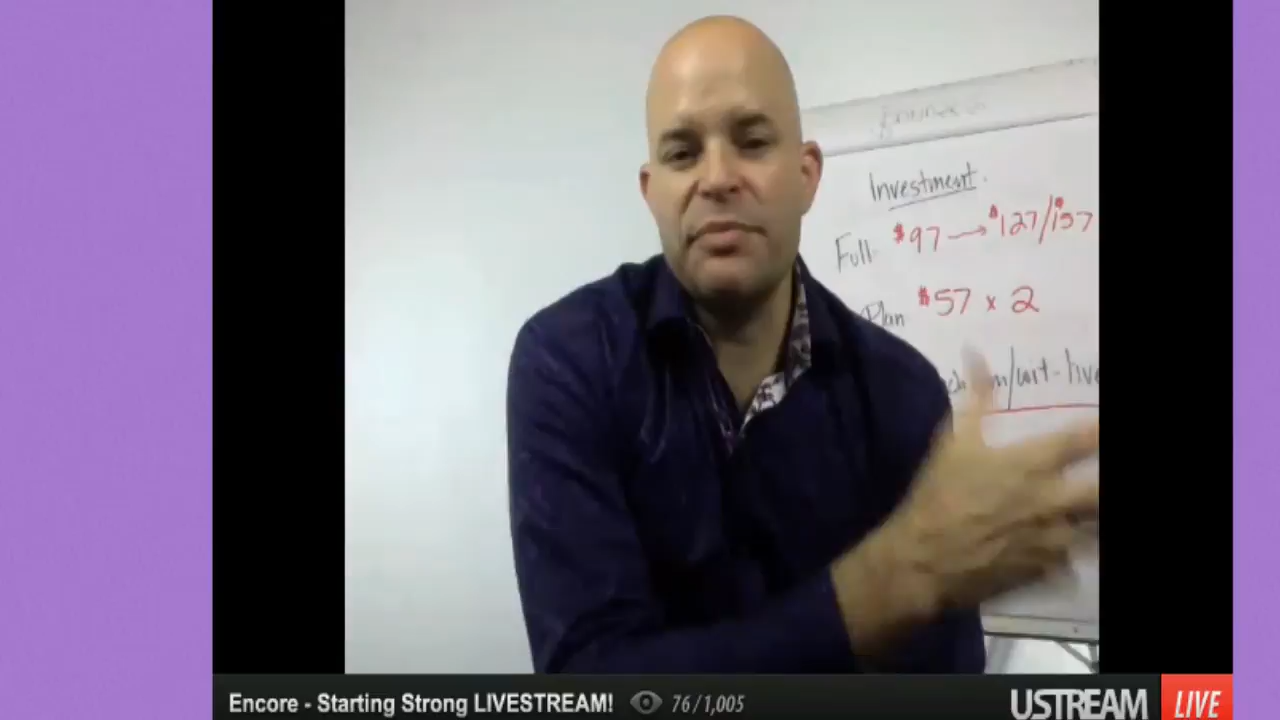 Investment.
Full $97 → $127/157
Plan $57 x 2
Encore - Starting Strong LIVESTREAM! 76/1,005
USTREAM LIVE